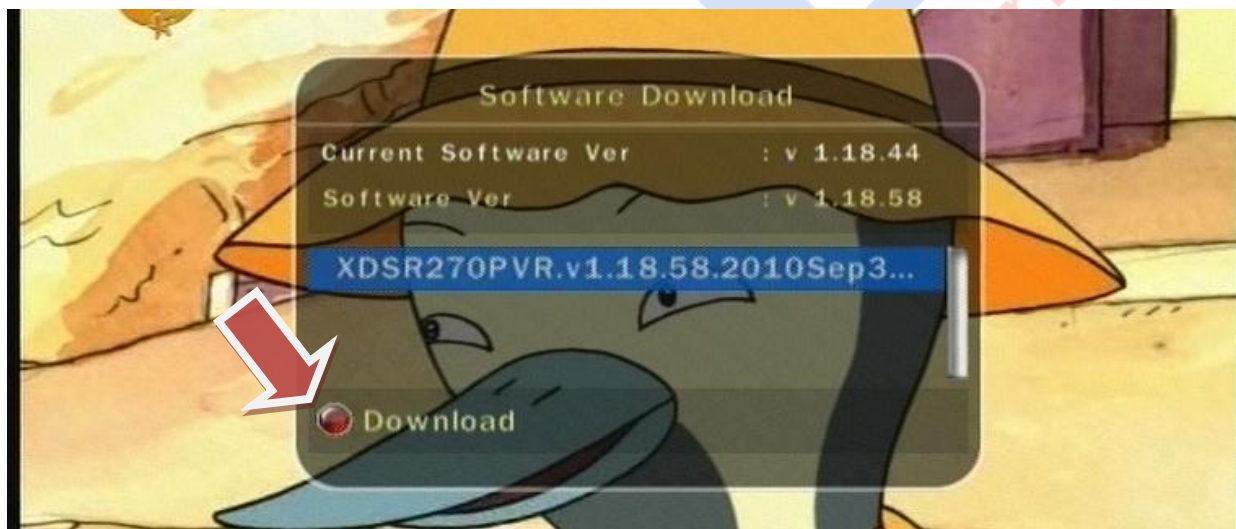 Software Download
Current Software Ver : v 1.18.44
Software Ver : v 1.18.58
XDSR270PVR.v1.18.58.2010Sep3...
Download